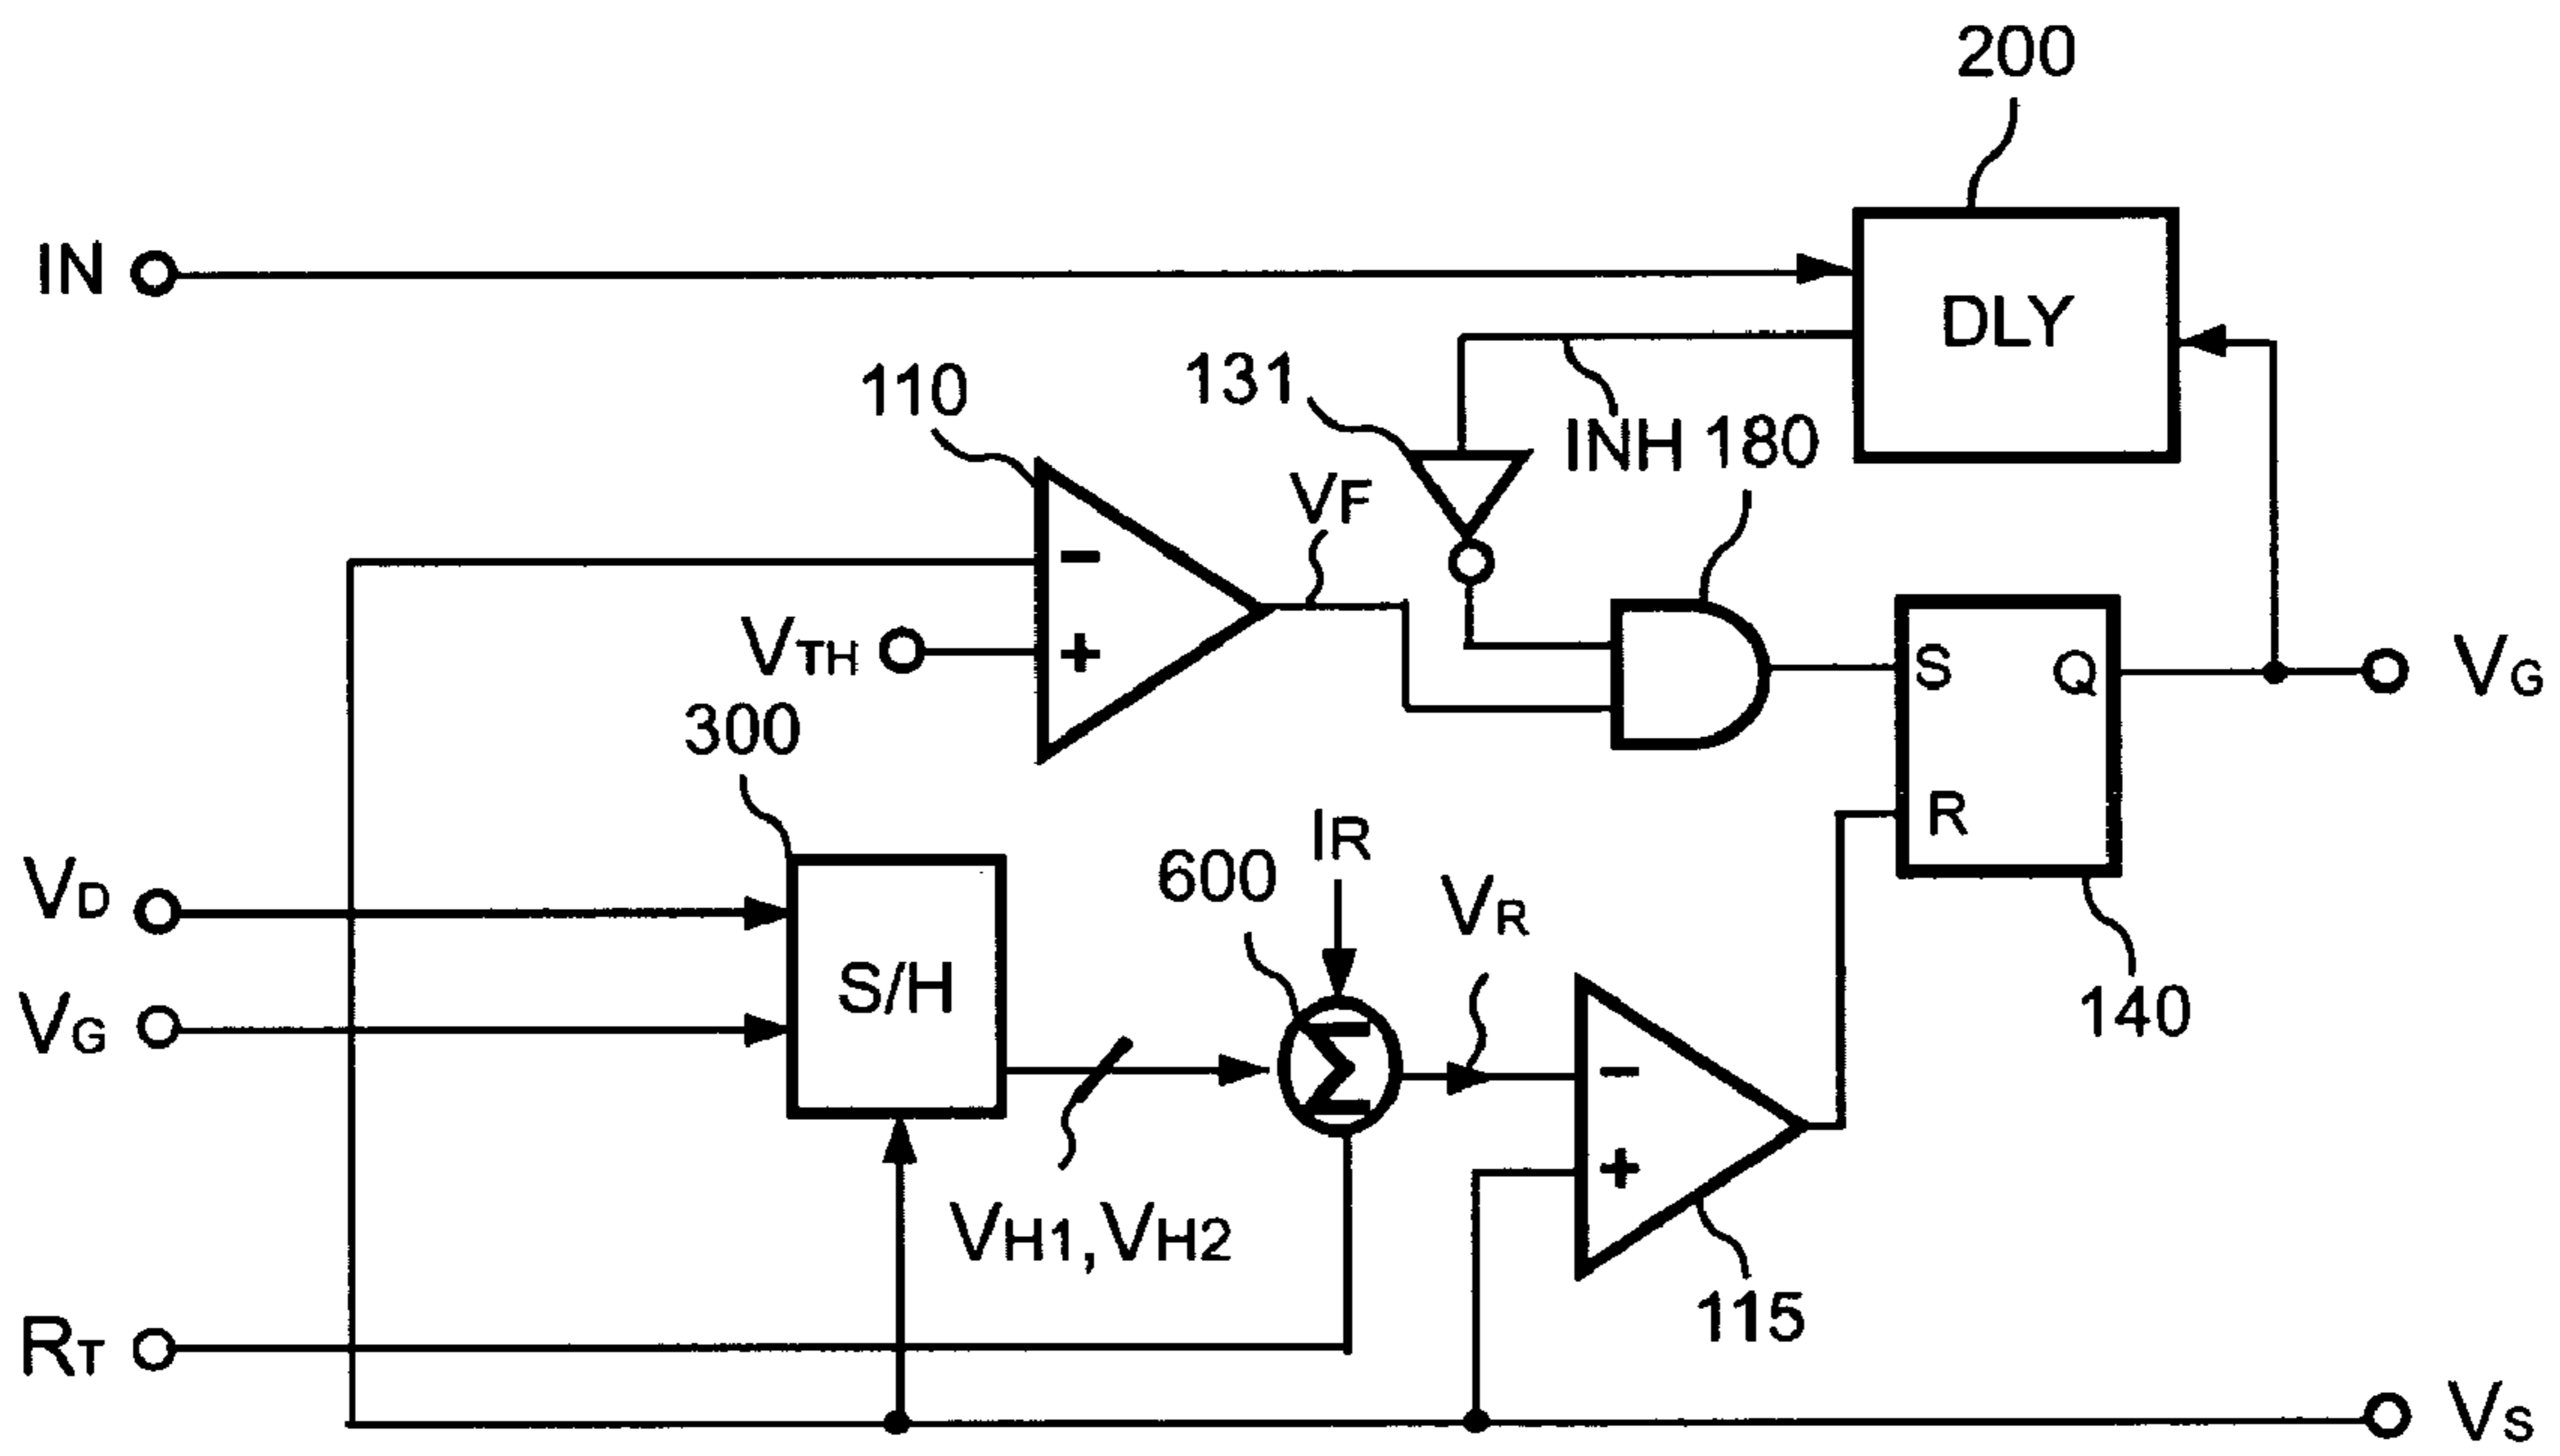 200
IN
DLY
131
INH
180
110
VF
VTH
−
+
S
Q
VG
300
R
IR
600
VR
VD
S/H
VG
Σ
140
−
+
VH1,VH2
115
RT
VS